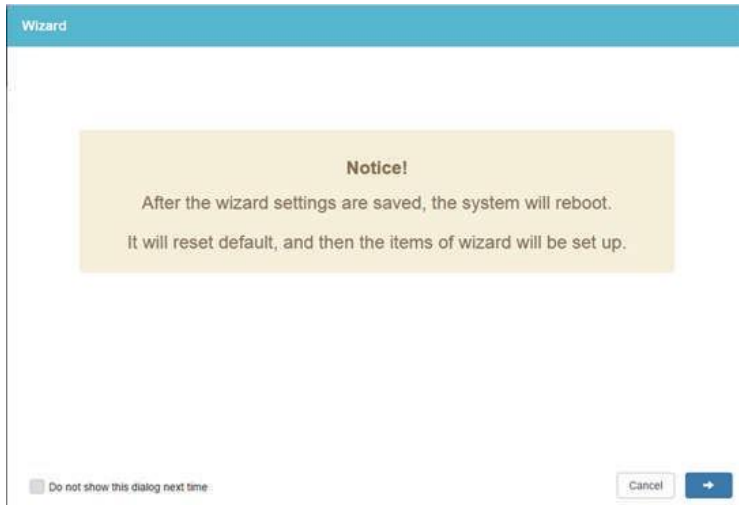 Wizard
Notice!
After the wizard settings are saved, the system will reboot.
It will reset default, and then the items of wizard will be set up.
Do not show this dialog next time
Cancel